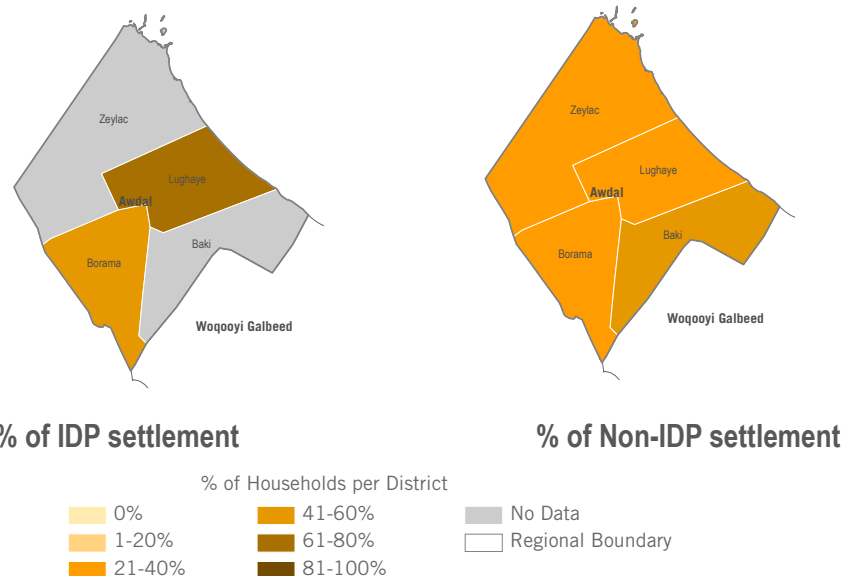 Zeylac
Lughaye
Awdal
Baki
Borama
Woqooyi Galbeed
Zeylac
Lughaye
Awdal
Baki
Borama
Woqooyi Galbeed
% of IDP settlement
% of Non-IDP settlement
% of Households per District
0%
1-20%
21-40%
41-60%
61-80%
81-100%
No Data
Regional Boundary